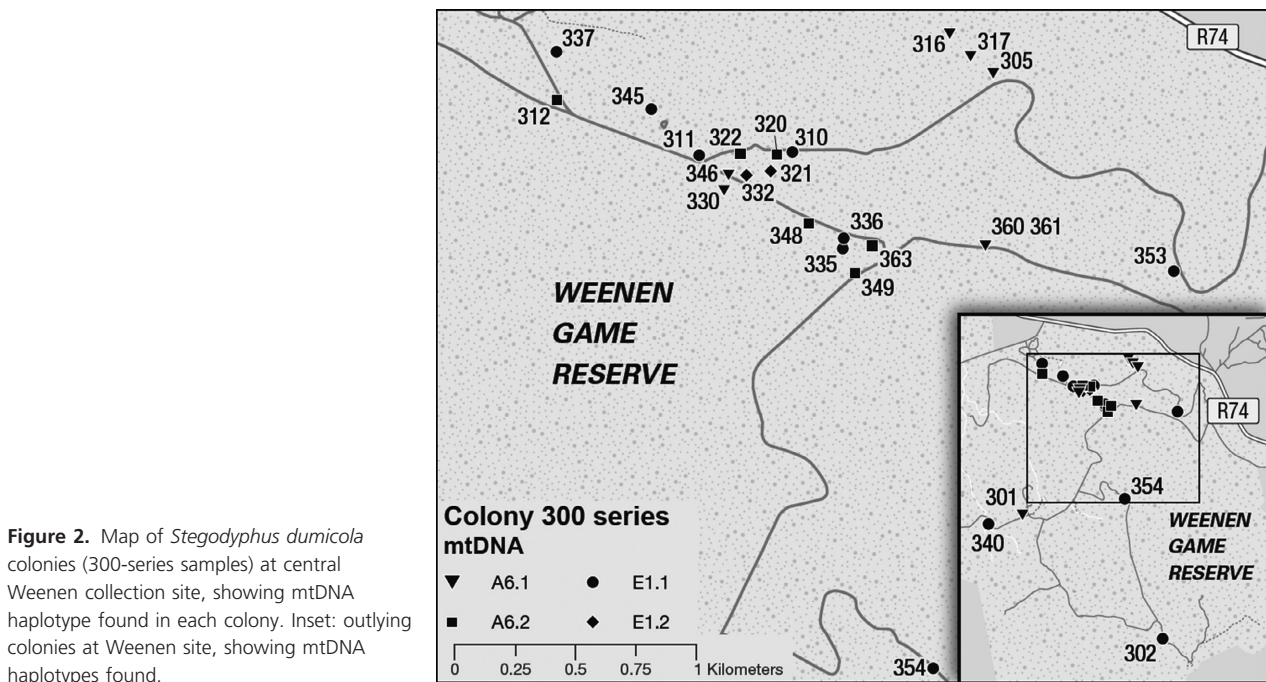 Figure 2. Map of Stegodyphus dumicola
colonies (300-series samples) at central
Weenen collection site, showing mtDNA
haplotype found in each colony. Inset: outlying
colonies at Weenen site, showing mtDNA
haplotypes found.
337
316
317
305
R74
312
345
311
322
320
310
346
332
321
330
348
336
335
363
349
360 361
353
WEENEN
GAME
RESERVE
R74
301
354
340
WEENEN
GAME
RESERVE
302
Colony 300 series
mtDNA
A6.1
E1.1
A6.2
E1.2
0 0.25 0.5 0.75 1 Kilometers
354